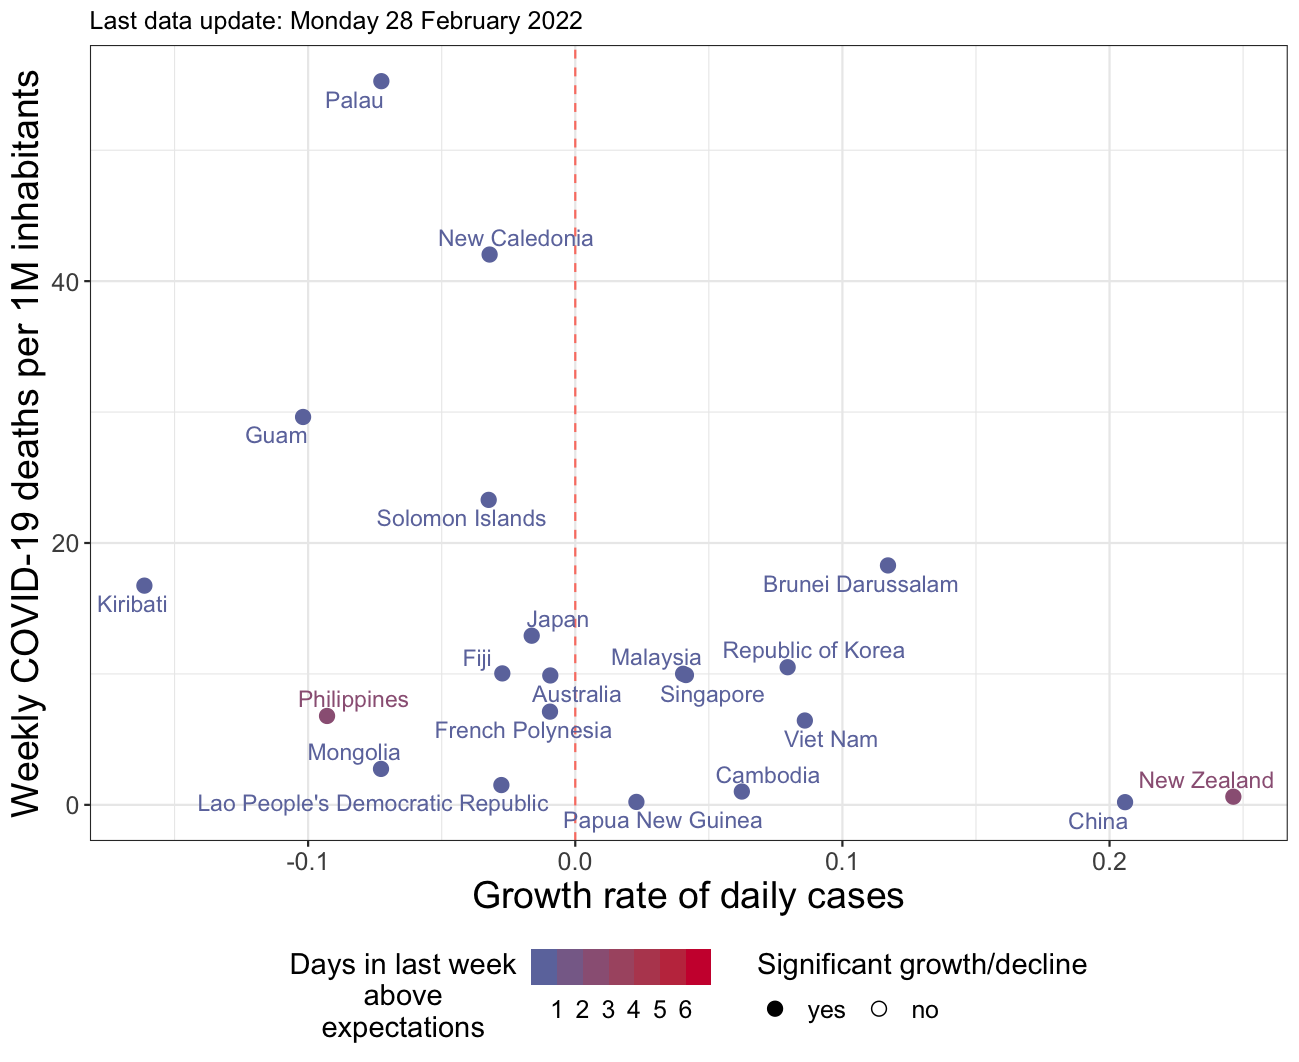 Last data update: Monday 28 February 2022
Weekly COVID-19 deaths per 1M inhabitants
40
20
0
Palau
New Caledonia
Guam
Solomon Islands
Kiribati
Brunei Darussalam
Japan
Fiji
Malaysia
Republic of Korea
Australia
Singapore
Philippines
French Polynesia
Viet Nam
Mongolia
Cambodia
New Zealand
Lao People's Democratic Republic
Papua New Guinea
China
-0.1
0.0
0.1
0.2
Growth rate of daily cases
Days in last week
above
expectations
1 2 3 4 5 6
Significant growth/decline
yes
no